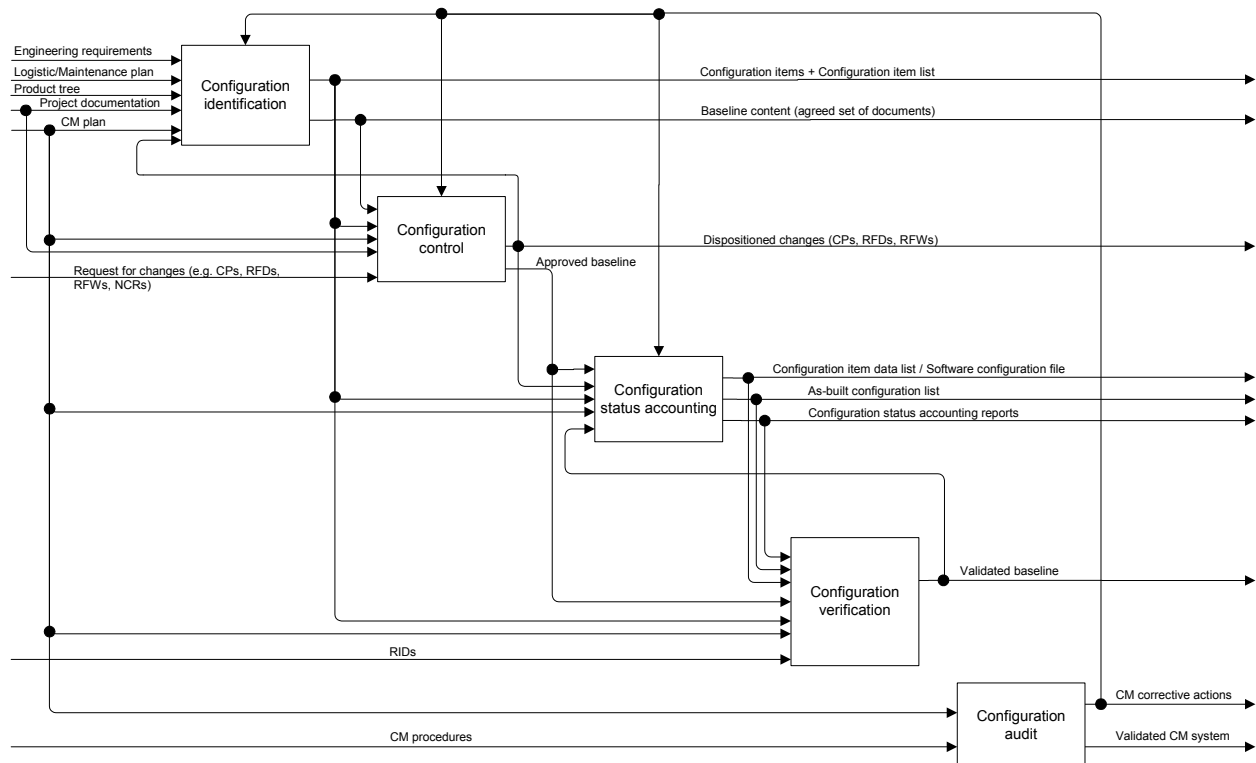 Engineering requirements
Logistic/Maintenance plan
Product tree
Project documentation
CM plan
Configuration
identification
Configuration items + Configuration item list
Baseline content (agreed set of documents)
Configuration
control
Request for changes (e.g. CPs, RFDs,
RFWs, NCRs)
Dispositioned changes (CPs, RFDs, RFWs)
Approved baseline
Configuration
status accounting
Configuration item data list / Software configuration file
As-built configuration list
Configuration status accounting reports
Configuration
verification
Validated baseline
RIDs
Configuration
audit
CM corrective actions
CM procedures
Validated CM system